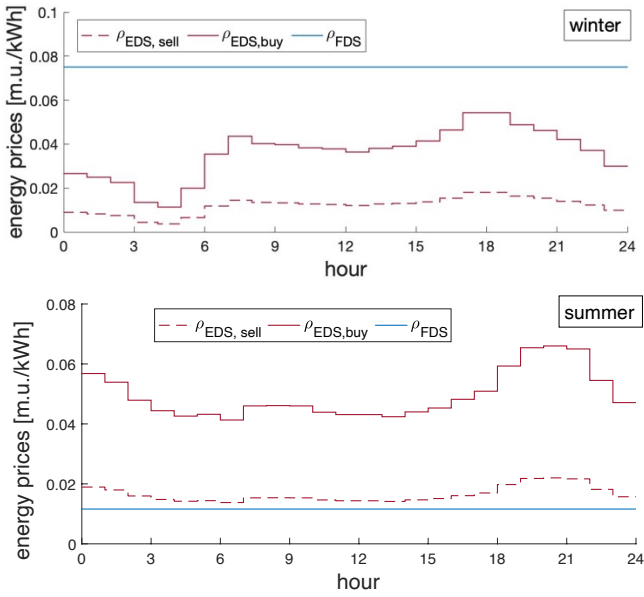 0.1
winter
ρEDS, sell ρEDS,buy ρFDS
0.08
0.06
0.04
0.02
0
energy prices [m.u./kWh]
0 3 6 9 12 15 18 21 24
hour
0.08
summer
ρEDS, sell ρEDS,buy ρFDS
0.06
0.04
0.02
0
energy prices [m.u./kWh]
0 3 6 9 12 15 18 21 24
hour